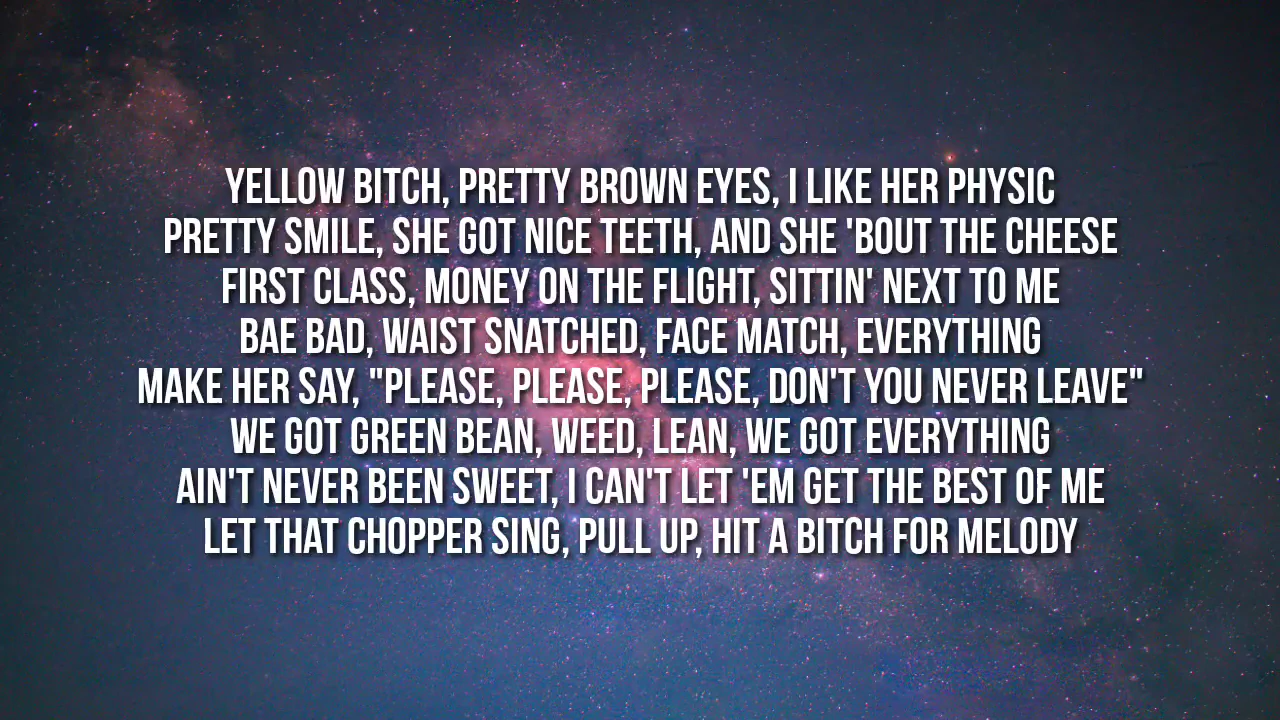 YELLOW BITCH, PRETTY BROWN EYES, I LIKE HER PHYSIC
PRETTY SMILE, SHE GOT NICE TEETH, AND SHE 'BOUT THE CHEESE
FIRST CLASS, MONEY ON THE FLIGHT, SITTIN' NEXT TO ME
BAE BAD, WAIST SNATCHED, FACE MATCH, EVERYTHING
MAKE HER SAY, "PLEASE, PLEASE, PLEASE, DON'T YOU NEVER LEAVE"
WE GOT GREEN BEAN, WEED, LEAN, WE GOT EVERYTHING
AIN'T NEVER BEEN SWEET, I CAN'T LET 'EM GET THE BEST OF ME
LET THAT CHOPPER SING, PULL UP, HIT A BITCH FOR MELODY